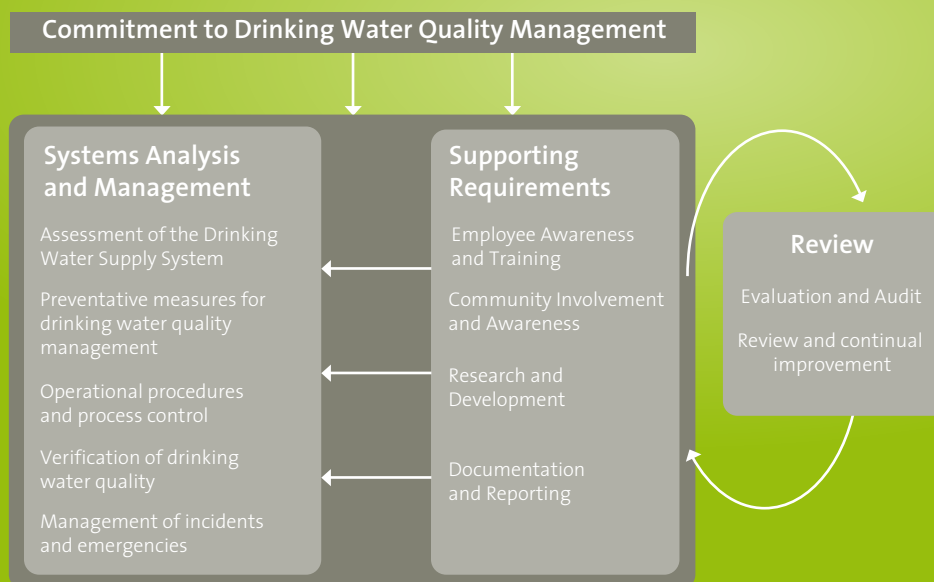 Commitment to Drinking Water Quality Management
Systems Analysis
and Management
Assessment of the Drinking
Water Supply System
Preventative measures for
drinking water quality
management
Operational procedures
and process control
Verification of drinking
water quality
Management of incidents
and emergencies
Supporting
Requirements
Employee Awareness
and Training
Community Involvement
and Awareness
Research and
Development
Documentation
and Reporting
Review
Evaluation and Audit
Review and continual
improvement